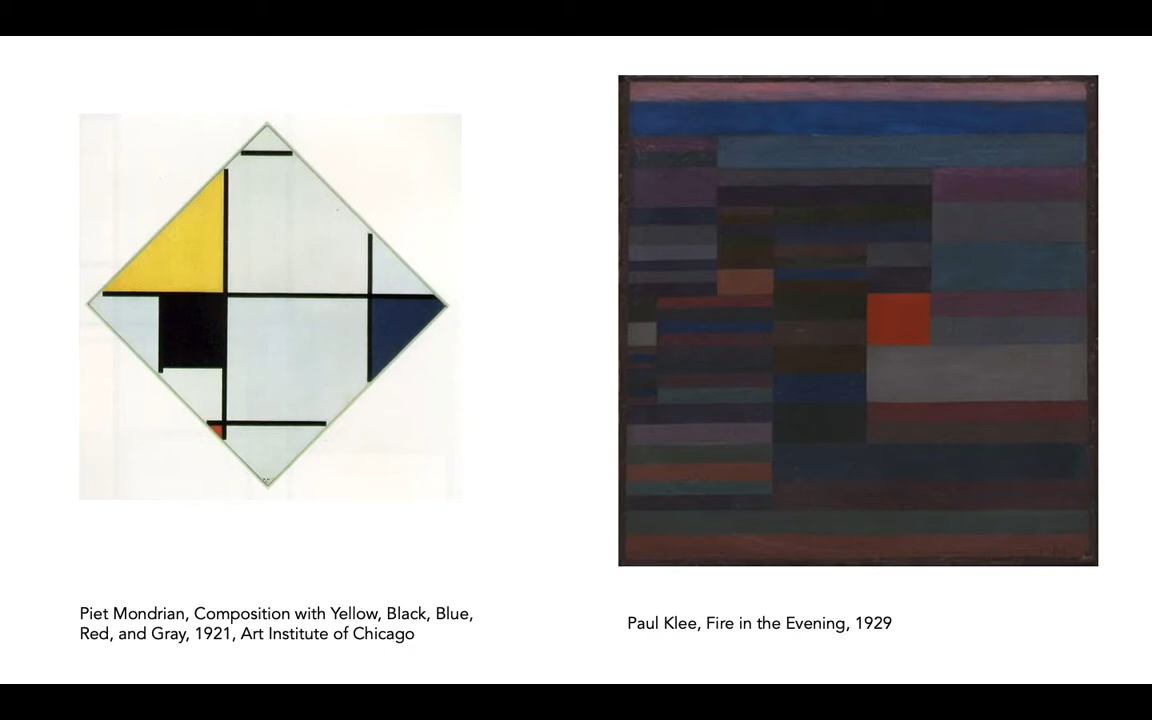 Piet Mondrian, Composition with Yellow, Black, Blue,
Red, and Gray, 1921, Art Institute of Chicago
Paul Klee, Fire in the Evening, 1929